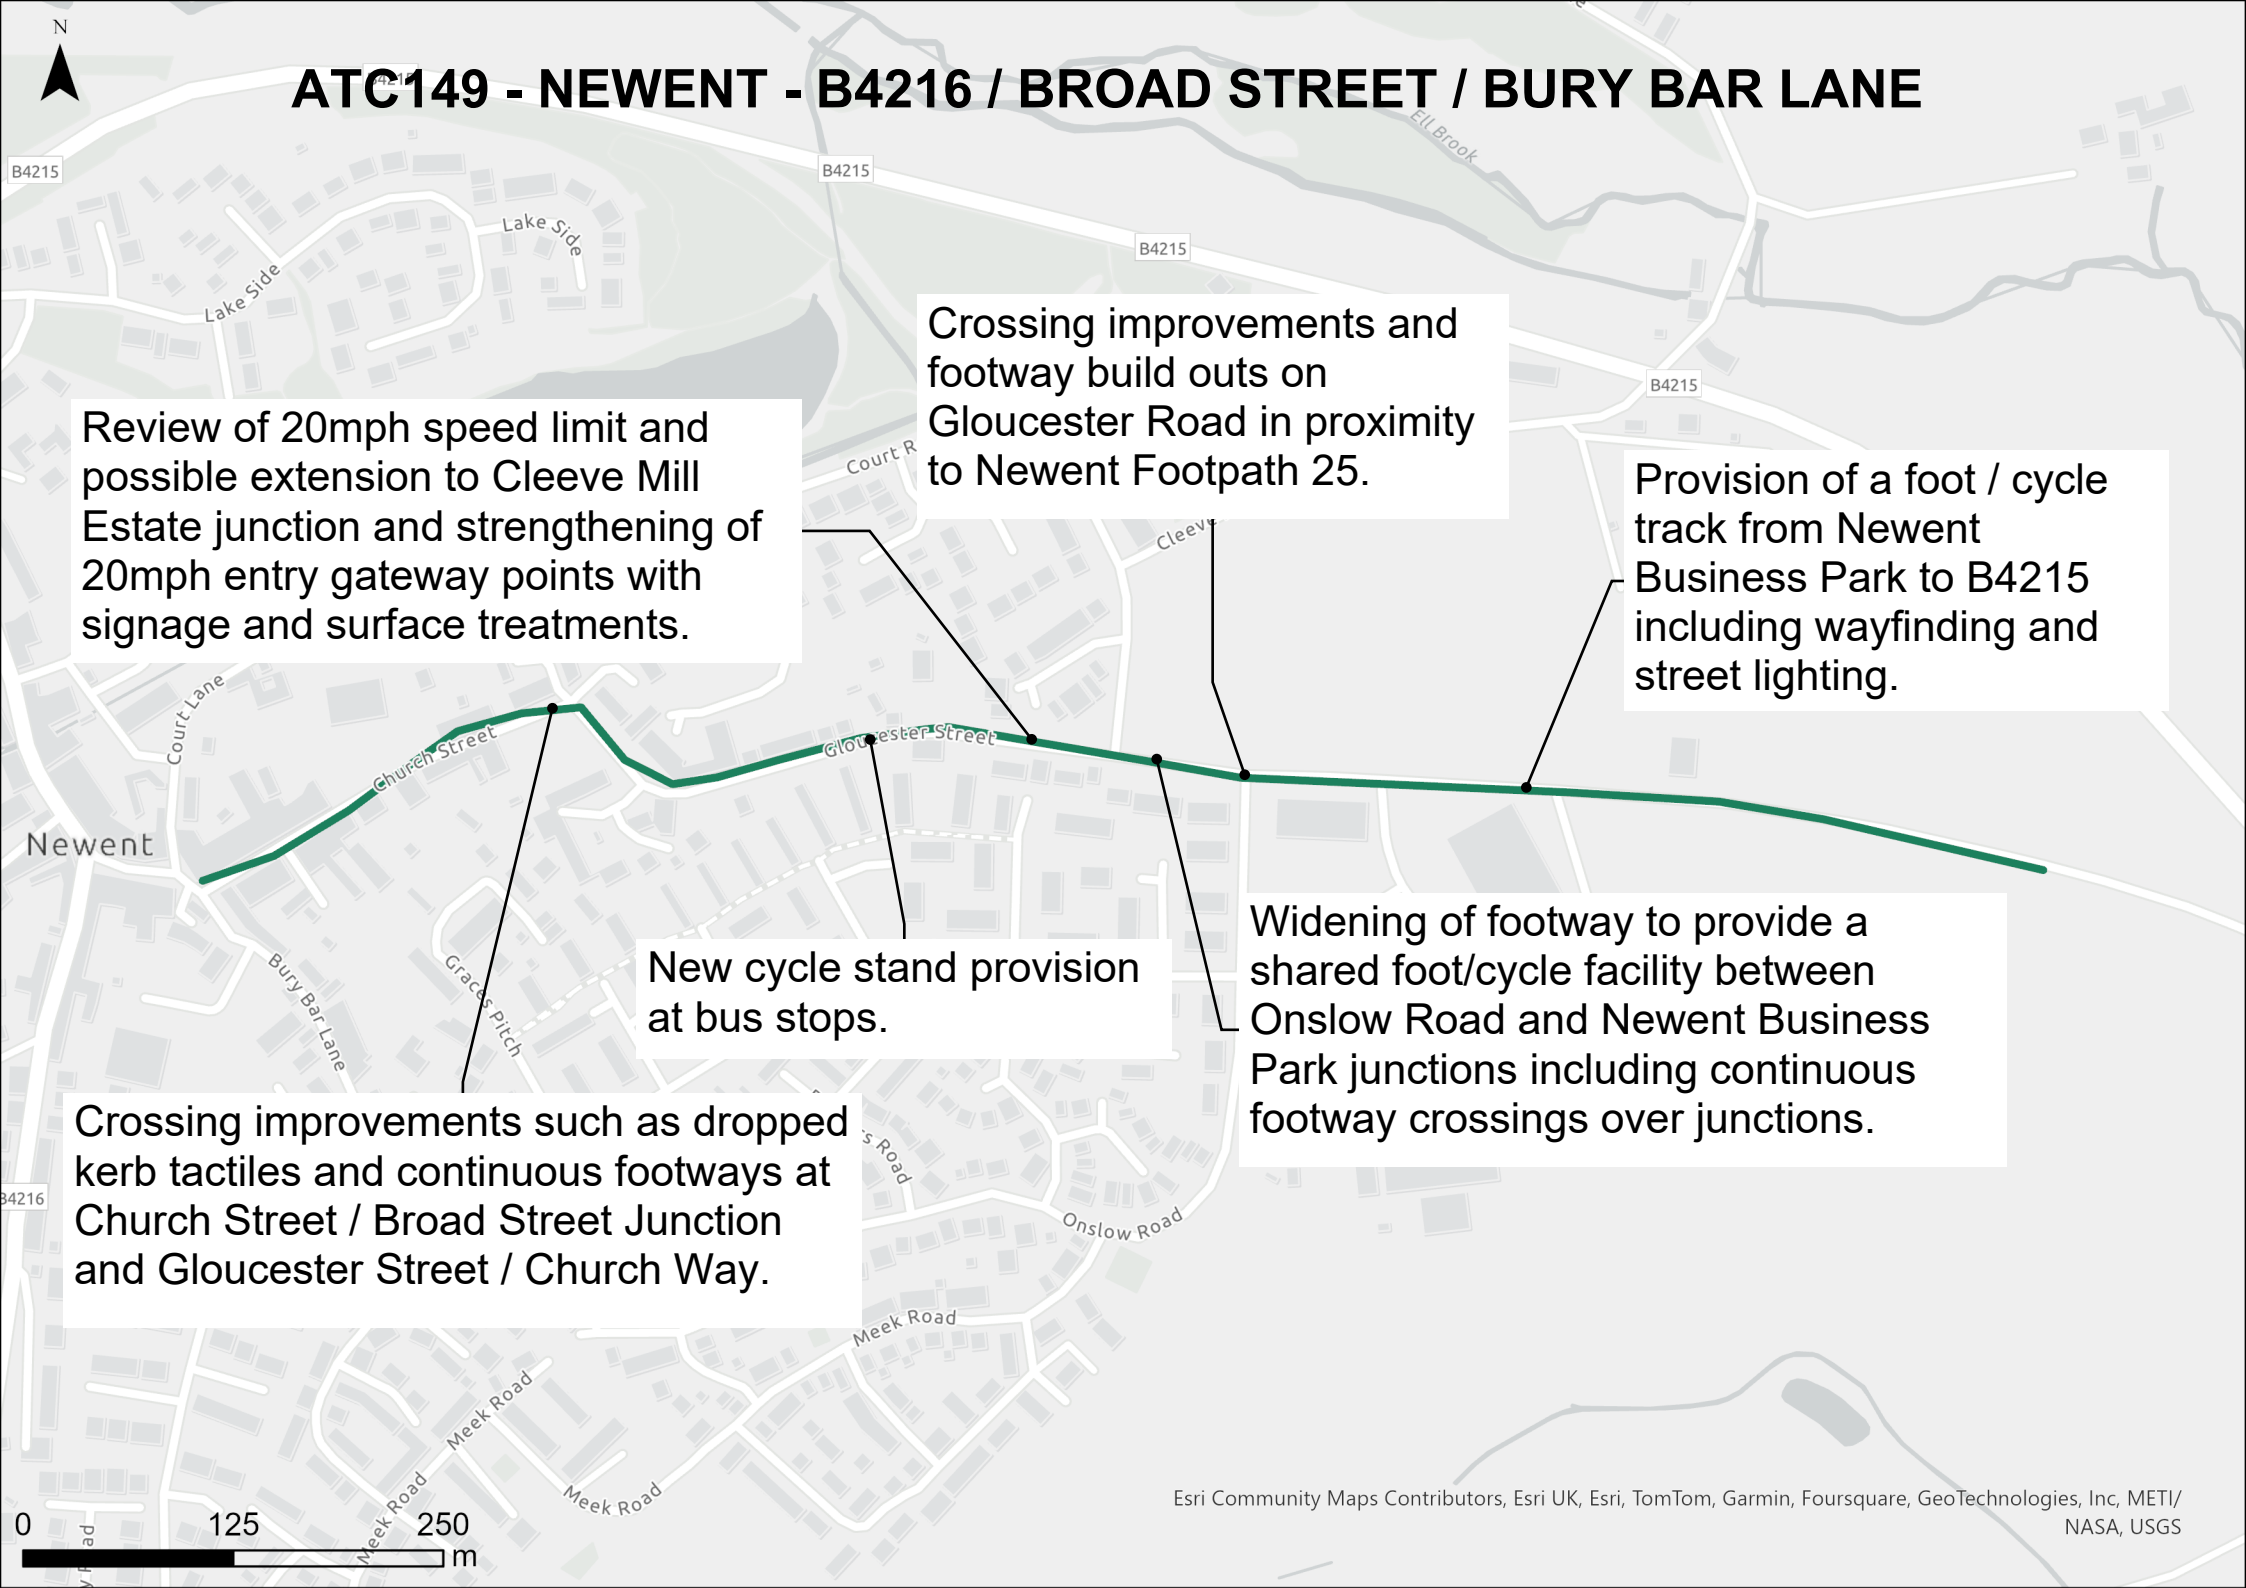 N
ATC149 - NEWENT - B4216 / BROAD STREET / BURY BAR LANE
B4215
B4215
B4215
B4215
B4215
Ell Brook
Lake Side
Lake Side
Crossing improvements and
footway build outs on
Gloucester Road in proximity
to Newent Footpath 25.
Review of 20mph speed limit and
possible extension to Cleeve Mill
Estate junction and strengthening of
20mph entry gateway points with
signage and surface treatments.
Court R
Cleeve
Provision of a foot / cycle
track from Newent
Business Park to B4215
including wayfinding and
street lighting.
Court Lane
Church Street
Gloucester Street
Newent
Bury Bar Lane
Graces Pitch
New cycle stand provision
at bus stops.
Widening of footway to provide a
shared foot/cycle facility between
Onslow Road and Newent Business
Park junctions including continuous
footway crossings over junctions.
Crossing improvements such as dropped
kerb tactiles and continuous footways at
Church Street / Broad Street Junction
and Gloucester Street / Church Way.
B4216
Road
Onslow Road
Meek Road
Meek Road
Meek Road
Meek Road
0 125 250
m
Esri Community Maps Contributors, Esri UK, Esri, TomTom, Garmin, Foursquare, GeoTechnologies, Inc, METI/
NASA, USGS